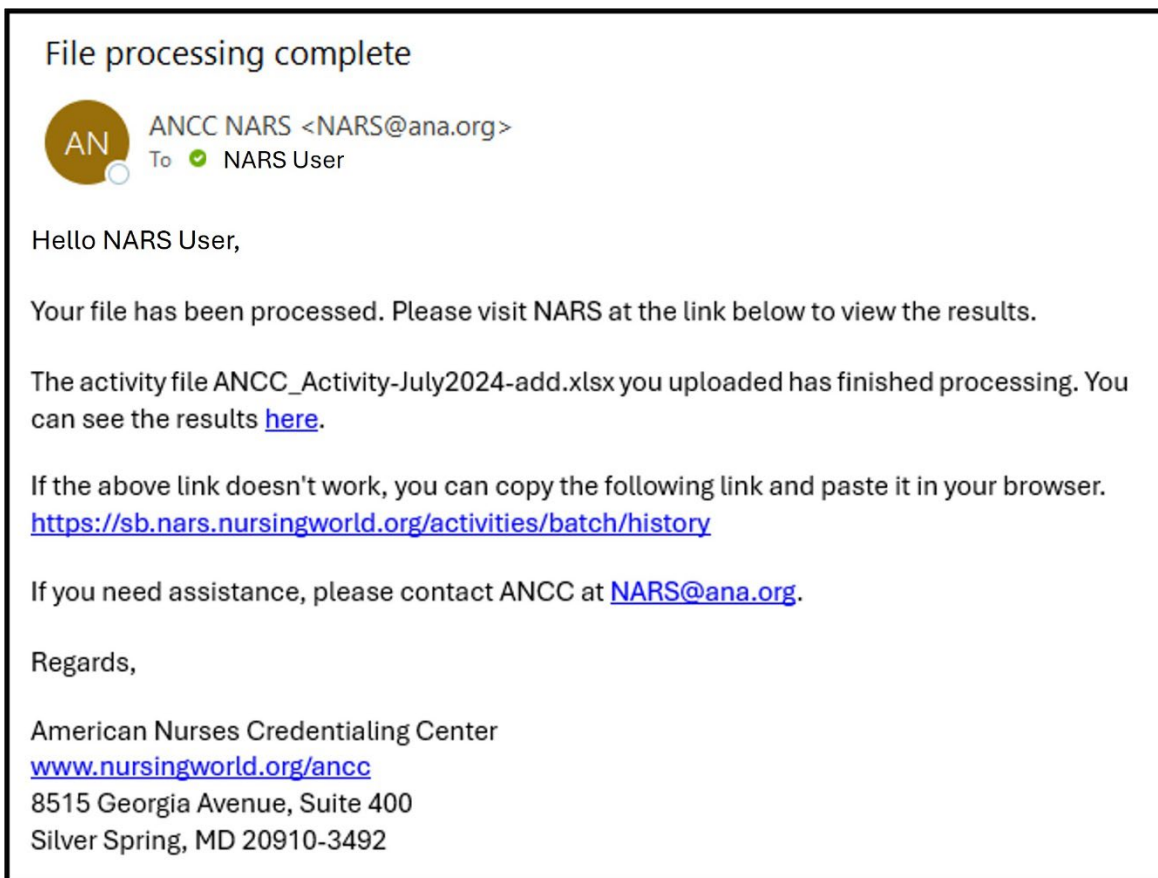 File processing complete
AN
ANCC NARS <NARS@ana.org>
To NARS User
Hello NARS User,
Your file has been processed. Please visit NARS at the link below to view the results.
The activity file ANCC_Activity-July2024-add.xlsx you uploaded has finished processing. You
can see the results here.
If the above link doesn't work, you can copy the following link and paste it in your browser.
https://sb.nars.nursingworld.org/activities/batch/history
If you need assistance, please contact ANCC at NARS@ana.org.
Regards,
American Nurses Credentialing Center
www.nursingworld.org/ancc
8515 Georgia Avenue, Suite 400
Silver Spring, MD 20910-3492